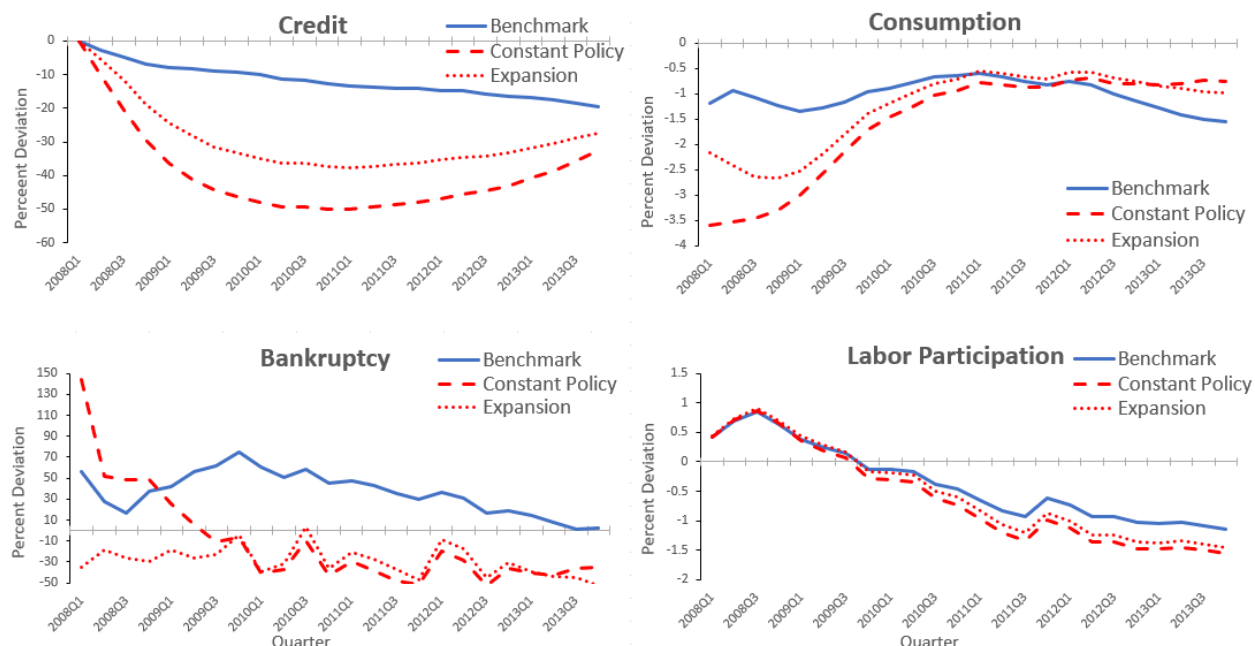 Credit
Benchmark
Constant Policy
Expansion
Perceent Deviation
0
-10
-20
-30
-40
-50
-60
2008Q1
2008Q3
2009Q1
2009Q3
2010Q1
2010Q3
2011Q1
2011Q3
2012Q1
2012Q3
2013Q1
2013Q3
Consumption
Percent Deviation
0
-0.5
-1
-1.5
-2
-2.5
-3
-3.5
-4
Benchmark
Constant Policy
Expansion
2008Q1
2008Q3
2009Q1
2009Q3
2010Q1
2010Q3
2011Q1
2011Q3
2012Q1
2012Q3
2013Q1
2013Q3
Bankruptcy
Benchmark
Constant Policy
Expansion
Percent Deviation
150
130
110
90
70
50
30
10
-10
-30
-50
2008Q1
2008Q3
2009Q1
2009Q3
2010Q1
2010Q3
2011Q1
2011Q3
2012Q1
2012Q3
2013Q1
2013Q3
Quarter
Labor Participation
Benchmark
Constant Policy
Expansion
Percent Deviation
1.5
1
0.5
0
-0.5
-1
-1.5
-2
2008Q1
2008Q3
2009Q1
2009Q3
2010Q1
2010Q3
2011Q1
2011Q3
2012Q1
2012Q3
2013Q1
2013Q3
Quarter